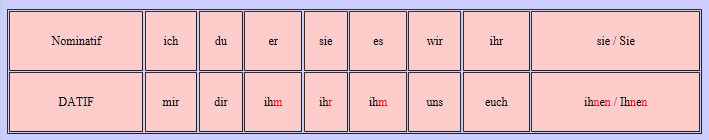 Nominatif ich du er sie es wir ihr sie / Sie
DATIF mir dir ihm ihr ihm uns euch ihnen / Ihnen